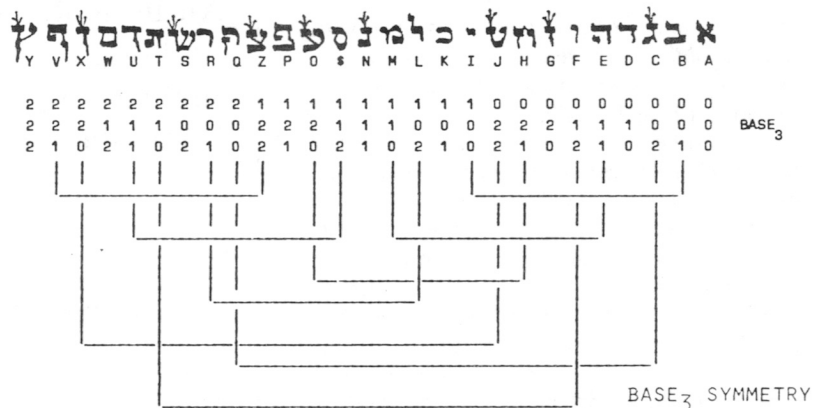 א ב ג ד ה ו ז ח ט י כ ל מ נ ס ע פ צ ק ר ש ת ך ם ן ף ץ
Y V X W U T S R Q Z P O $ N M L K I J H G F E D C B A
2 2 2 2 2 2 2 2 2 1 1 1 1 1 1 1 1 1 0 0 0 0 0 0 0 0 0
2 2 2 1 1 1 0 0 0 2 2 2 1 1 1 0 0 0 2 2 2 1 1 1 0 0 0 BASE₃
2 1 0 2 1 0 2 1 0 2 1 0 2 1 0 2 1 0 2 1 0 2 1 0 2 1 0
BASE₃ SYMMETRY